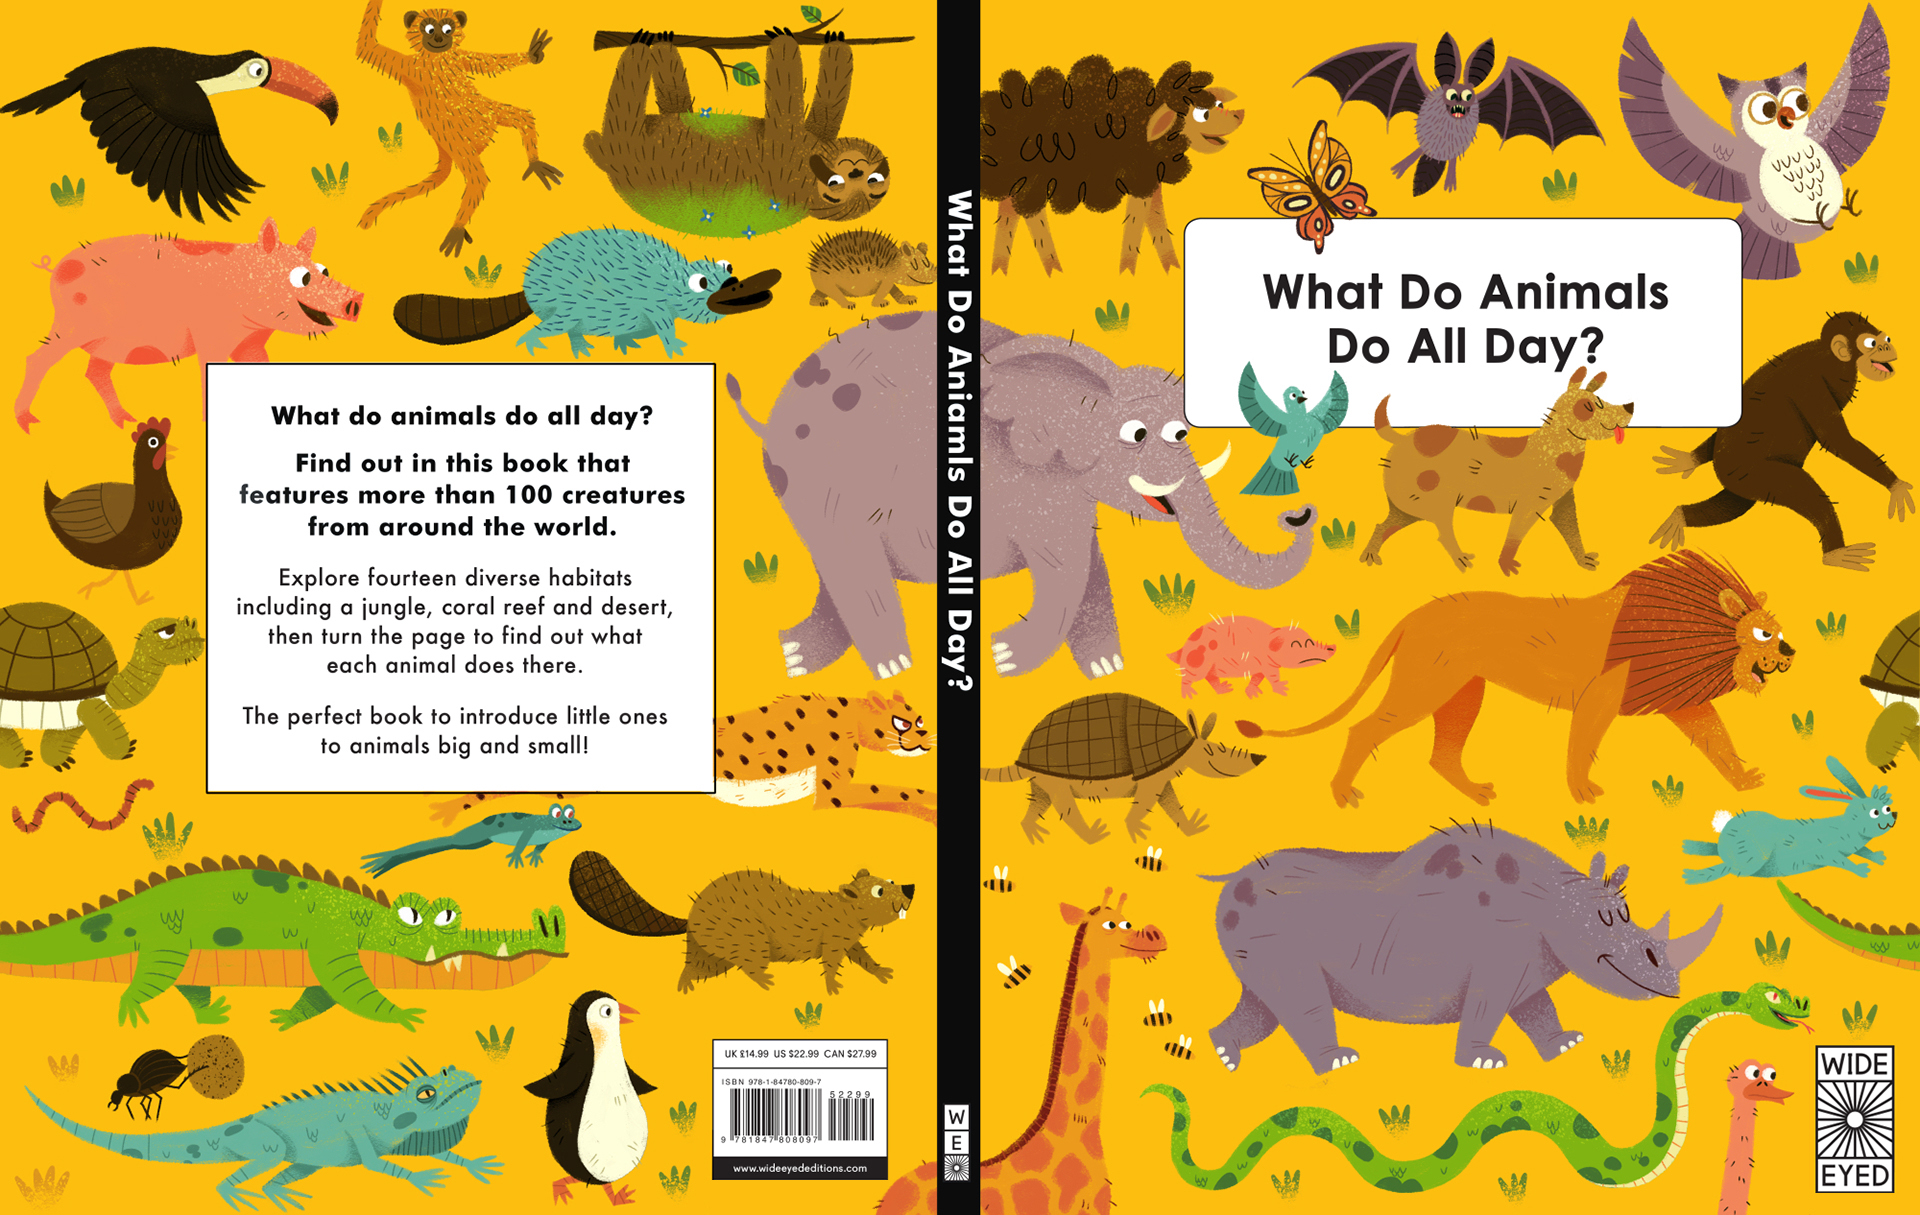 What do animals do all day?
Find out in this book that
features more than 100 creatures
from around the world.
Explore fourteen diverse habitats
including a jungle, coral reef and desert,
then turn the page to find out what
each animal does there.
The perfect book to introduce little ones
to animals big and small!
UK £14.99 US $22.99 CAN $27.99
ISBN 978-1-84780-809-7
52299
9 781847 808097
www.wideeyededitions.com
What Do Aniamls Do All Day?
W
E
What Do Animals
Do All Day?
WIDE
EYED